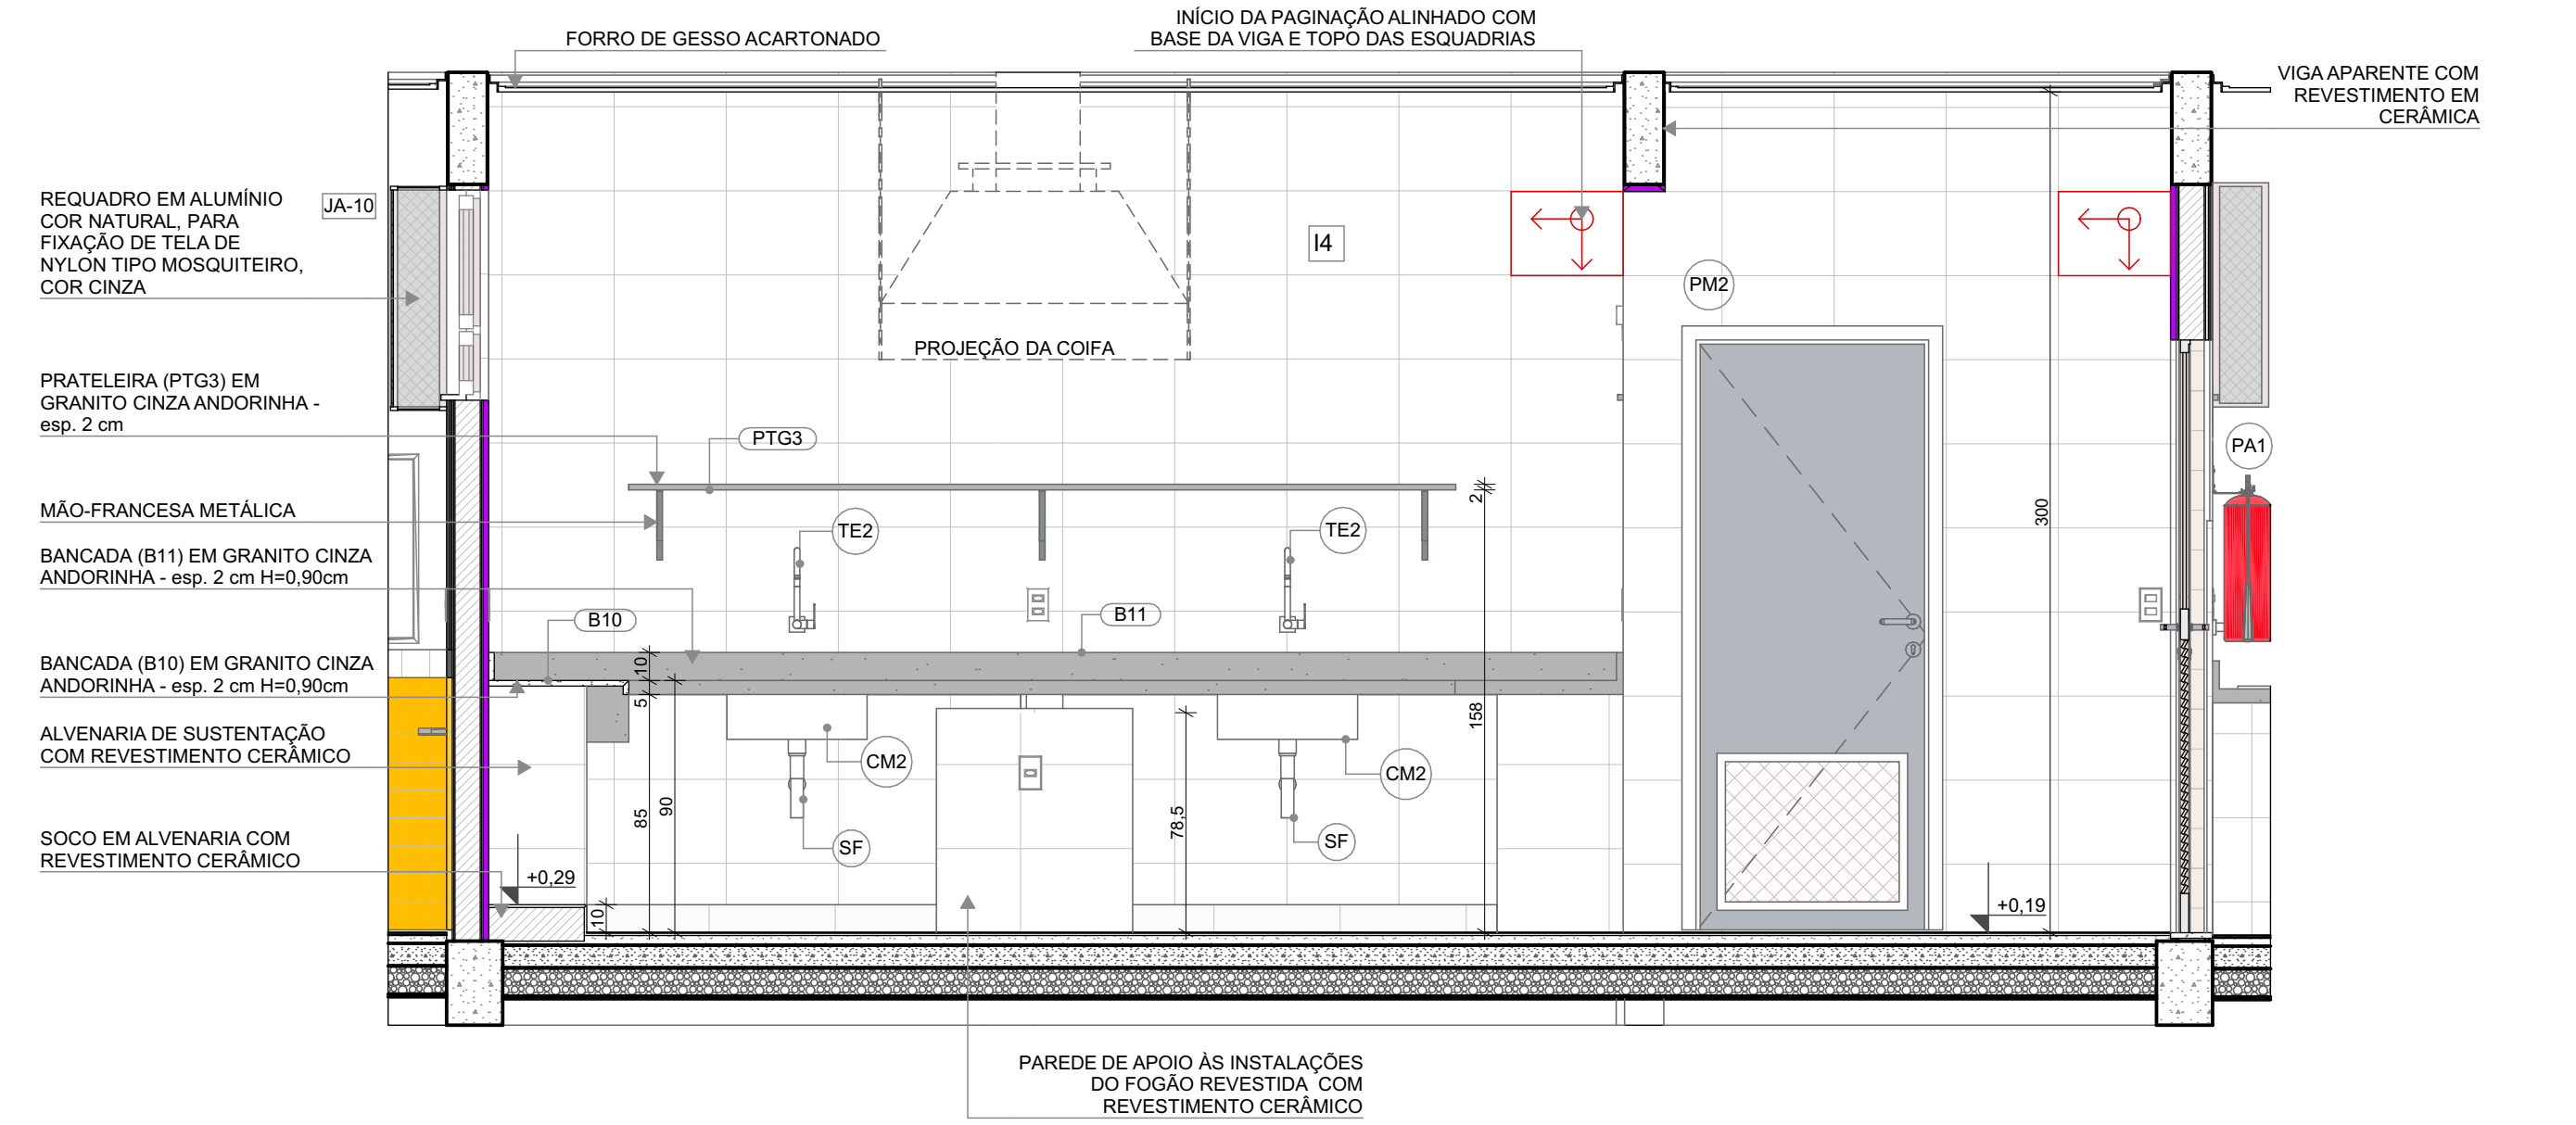 FORRO DE GESSO ACARTONADO
INÍCIO DA PAGINAÇÃO ALINHADO COM
BASE DA VIGA E TOPO DAS ESQUADRIAS
VIGA APARENTE COM
REVESTIMENTO EM
CERÂMICA
REQUADRO EM ALUMÍNIO
COR NATURAL, PARA
FIXAÇÃO DE TELA DE
NYLON TIPO MOSQUITEIRO,
COR CINZA
JA-10
I4
PM2
PROJEÇÃO DA COIFA
PRATELEIRA (PTG3) EM
GRANITO CINZA ANDORINHA -
esp. 2 cm
PTG3
PA1
MÃO-FRANCESA METÁLICA
TE2
TE2
2
300
BANCADA (B11) EM GRANITO CINZA
ANDORINHA - esp. 2 cm H=0,90cm
B10
B11
BANCADA (B10) EM GRANITO CINZA
ANDORINHA - esp. 2 cm H=0,90cm
10
5
158
ALVENARIA DE SUSTENTAÇÃO
COM REVESTIMENTO CERÂMICO
CM2
CM2
85
90
78,5
SOCO EM ALVENARIA COM
REVESTIMENTO CERÂMICO
SF
SF
+0,29
10
+0,19
PAREDE DE APOIO ÀS INSTALAÇÕES
DO FOGÃO REVESTIDA COM
REVESTIMENTO CERÂMICO